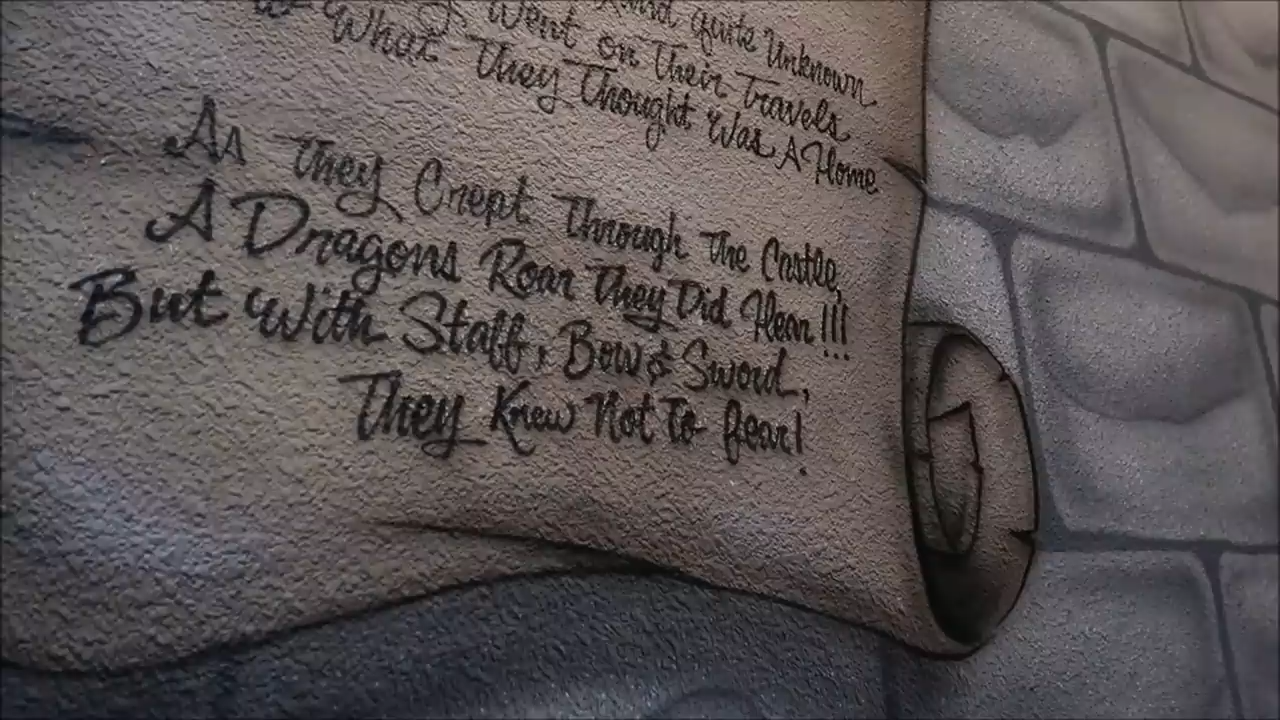 Land quite Unknown
Went on Their Travels
What They Thought Was A Home
As They Crept Through The Castle,
A Dragons Roar They Did Hear!!!
But With Staff, Bow & Sword,
They Knew Not To fear!